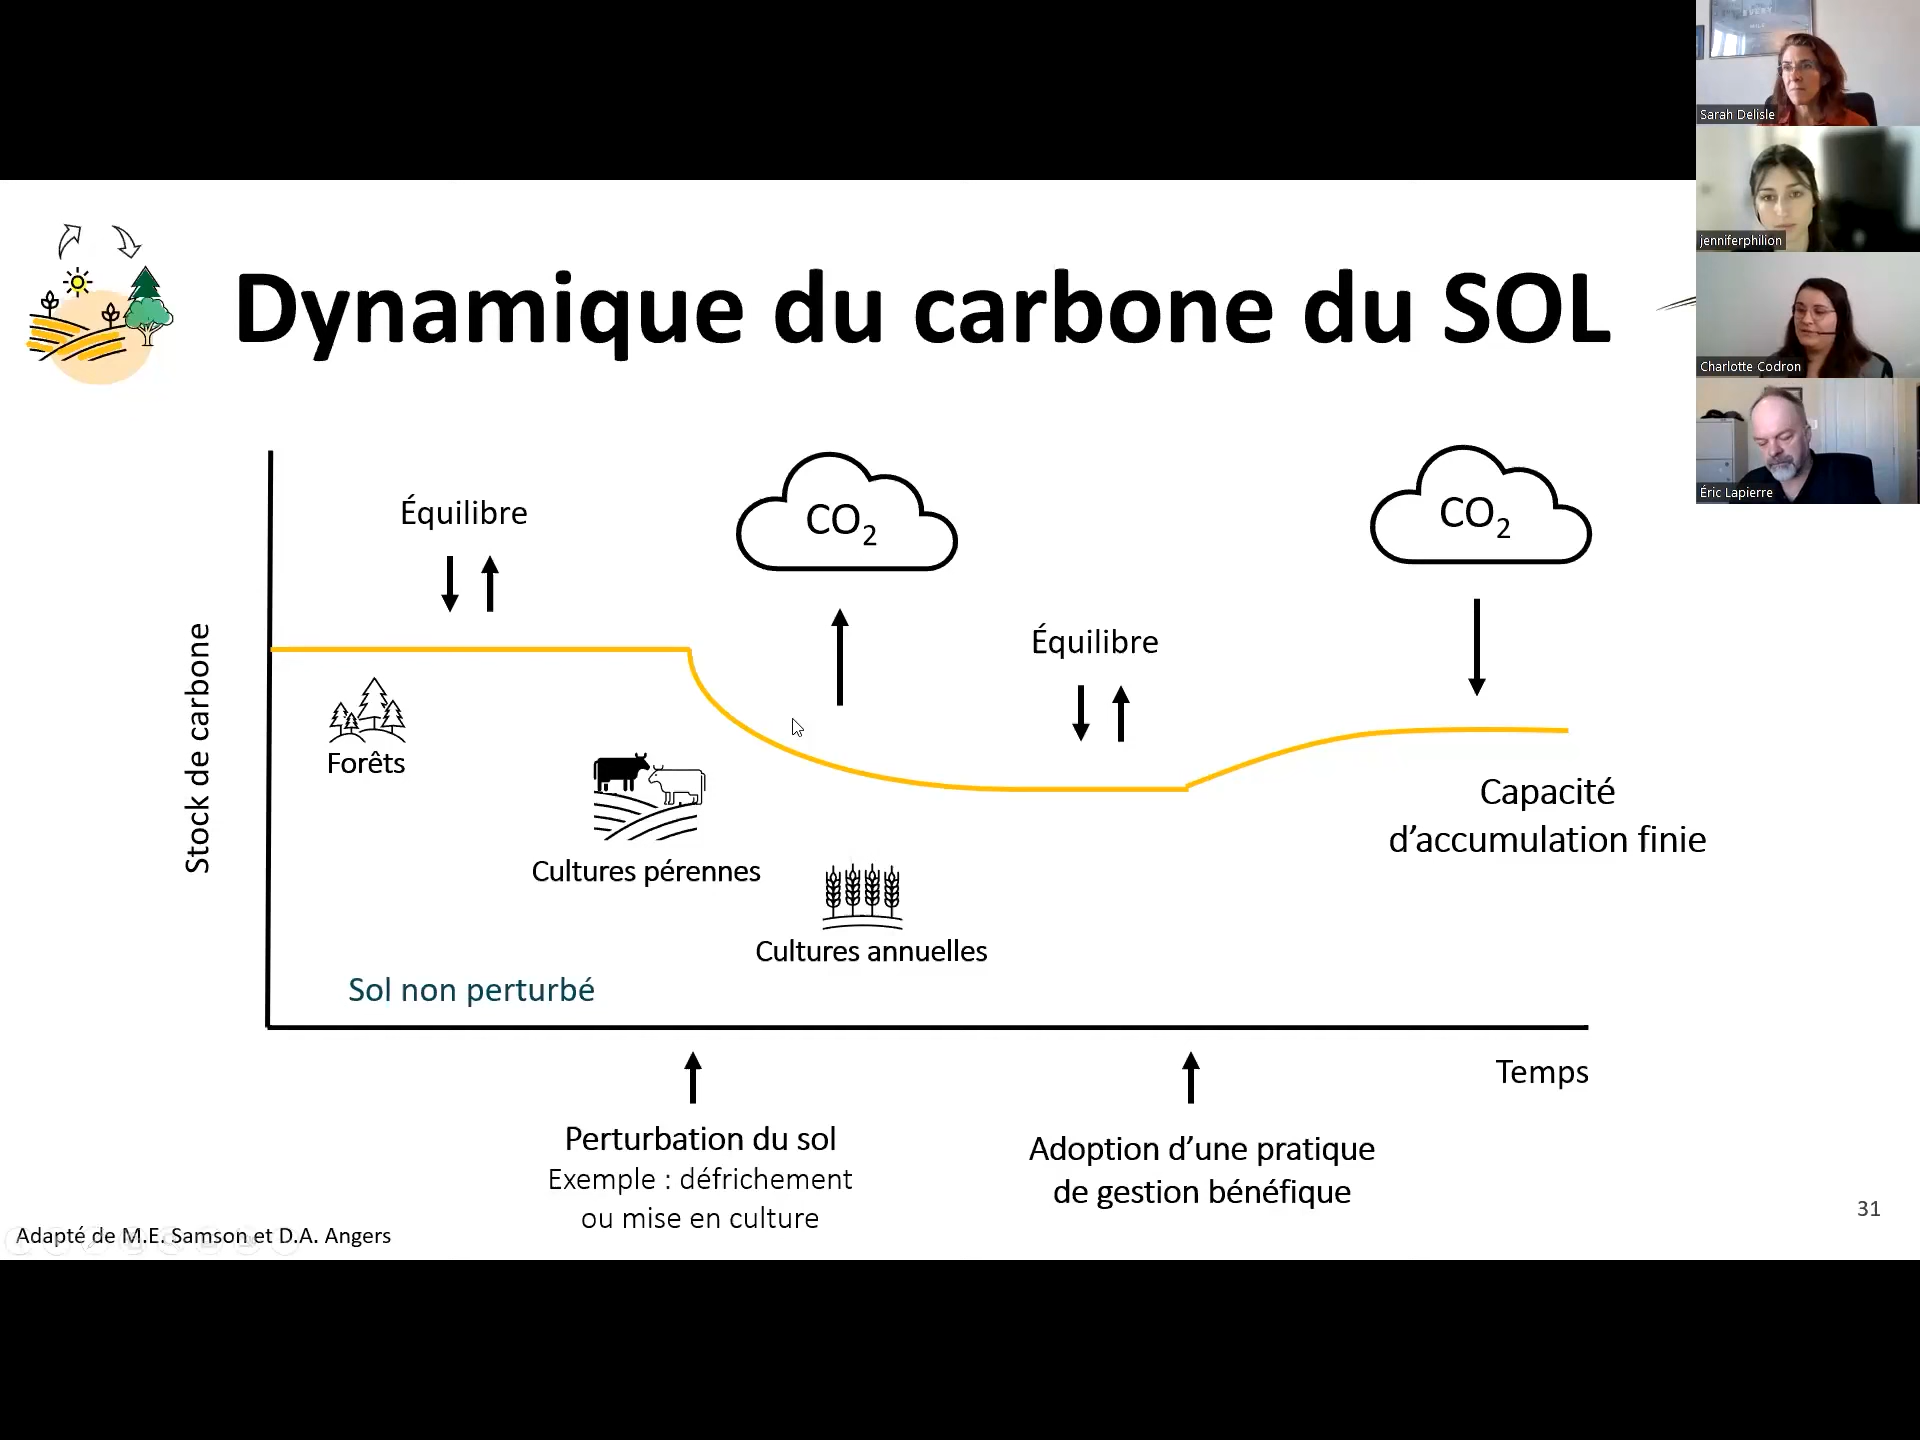 Sarah Delisle
jenniferphilion
Charlotte Codron
Éric Lapierre
Dynamique du carbone du SOL
Équilibre
CO2
CO2
Équilibre
Stock de carbone
Forêts
Cultures pérennes
Cultures annuelles
Capacité
d’accumulation finie
Sol non perturbé
Temps
Perturbation du sol
Exemple : défrichement
ou mise en culture
Adoption d’une pratique
de gestion bénéfique
31
Adapté de M.E. Samson et D.A. Angers